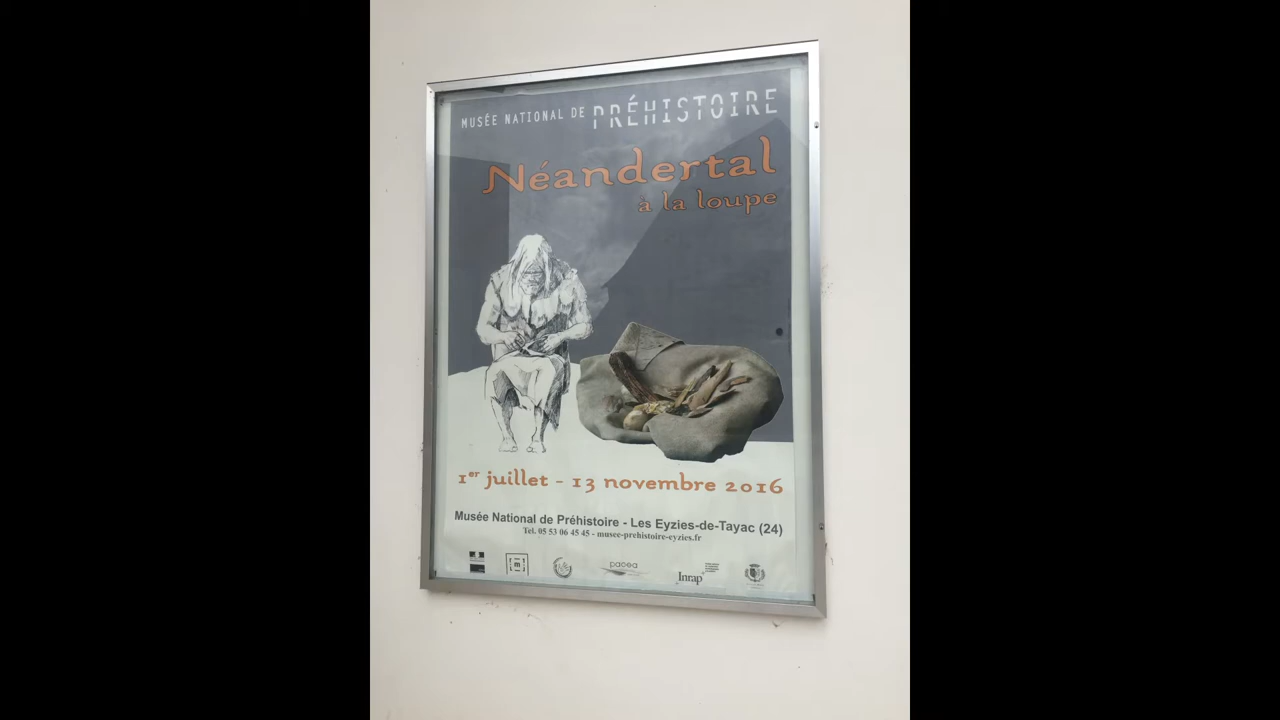 MUSÉE NATIONAL DE PRÉHISTOIRE
Néandertal
à la loupe
1er juillet - 13 novembre 2016
Musée National de Préhistoire - Les Eyzies-de-Tayac (24)
Tel. 05 53 06 45 45 - musee-prehistoire-eyzies.fr
pacea
Inrap